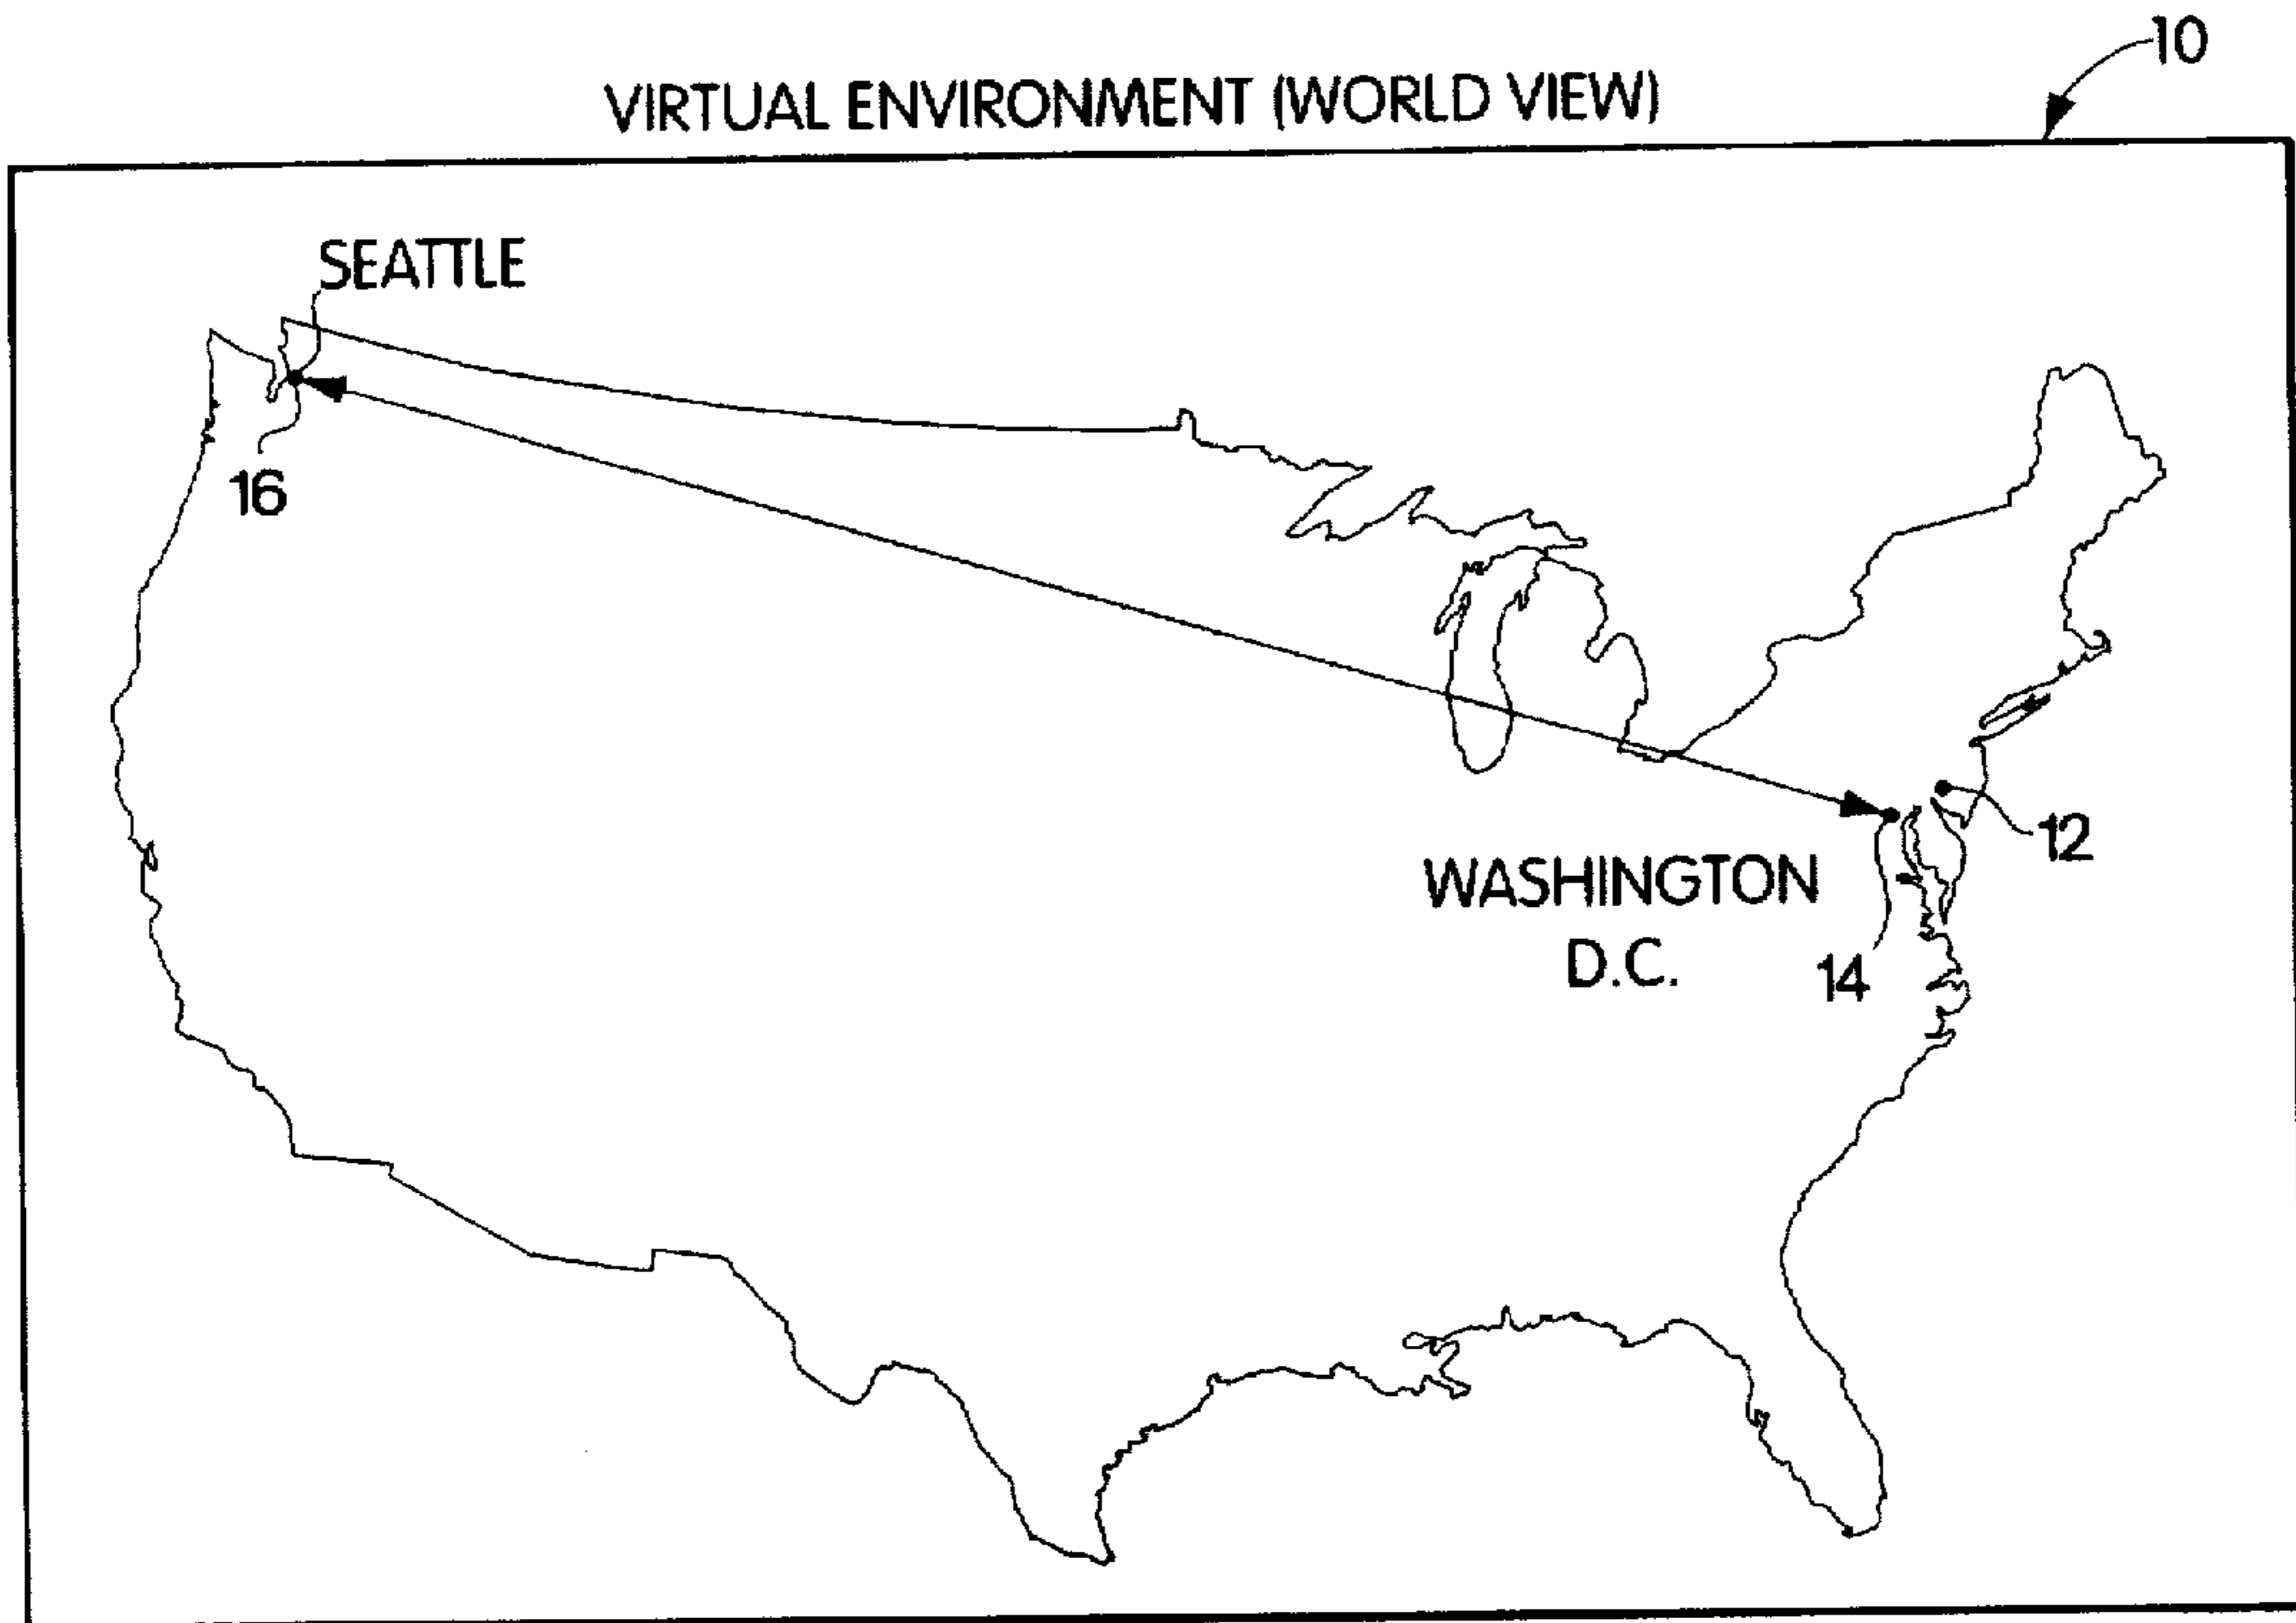 10
VIRTUAL ENVIRONMENT (WORLD VIEW)
SEATTLE
16
12
WASHINGTON
D.C.
14